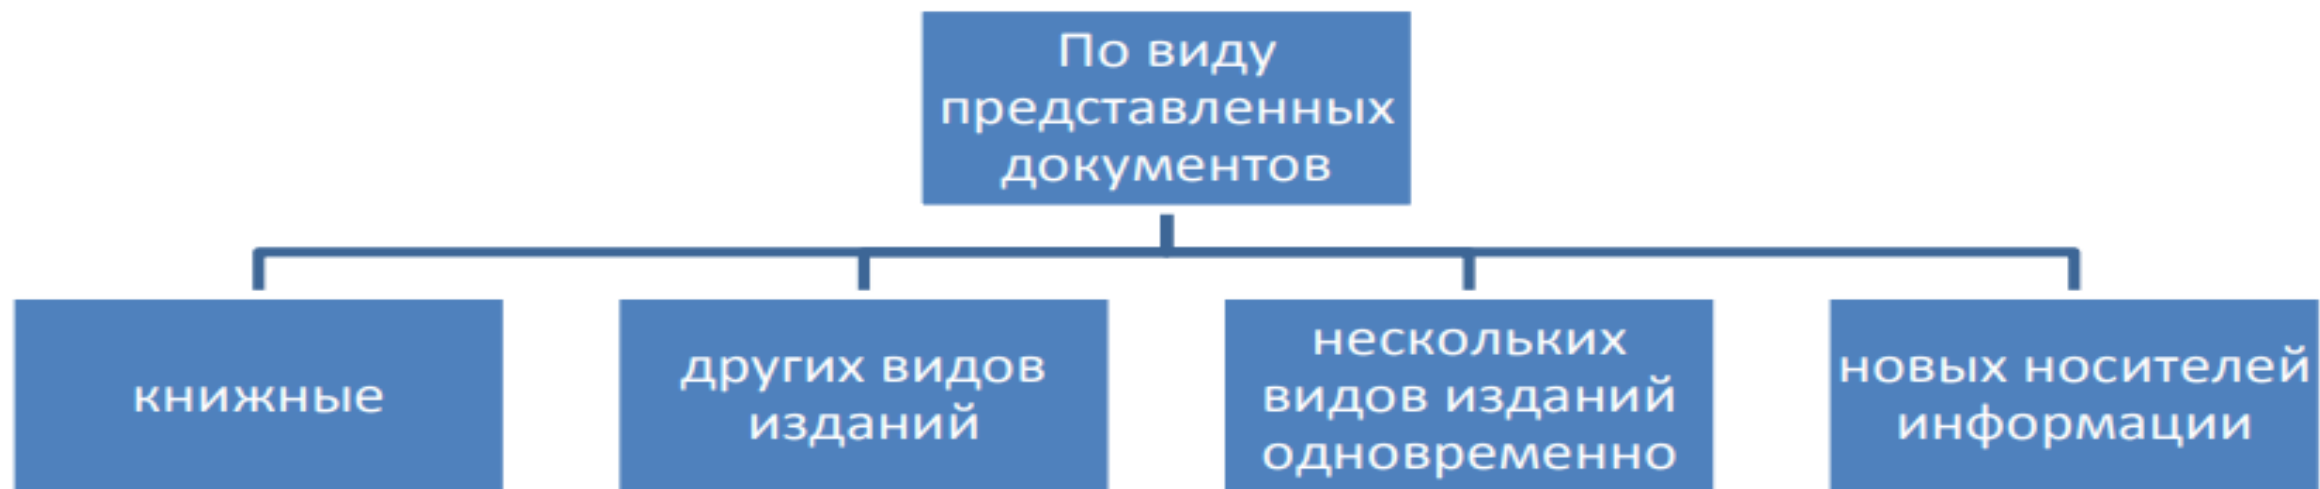 По виду
представленных
документов
книжные
других видов
изданий
нескольких
видов изданий
одновременно
новых носителей
информации